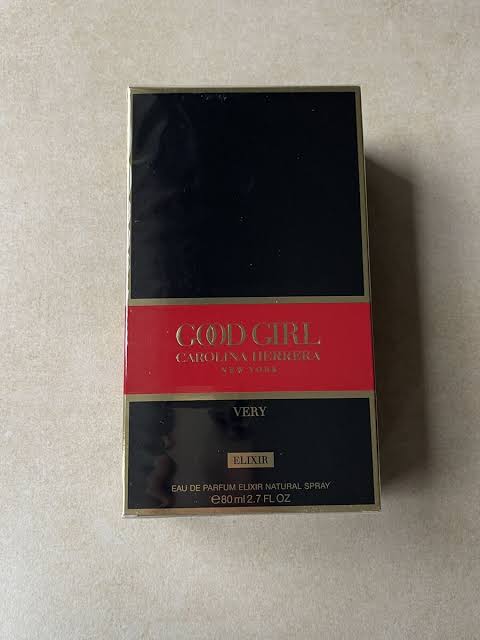 GOOD GIRL
CAROLINA HERRERA
NEW YORK
VERY
ELIXIR
EAU DE PARFUM ELIXIR NATURAL SPRAY
℮80 ml 2.7 FL OZ